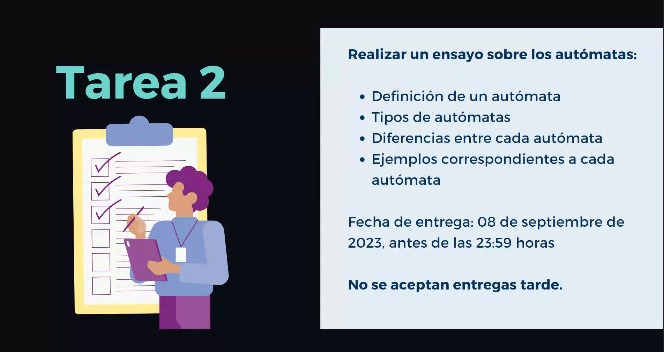 Tarea 2
Realizar un ensayo sobre los autómatas:
• Definición de un autómata
• Tipos de autómatas
• Diferencias entre cada autómata
• Ejemplos correspondientes a cada
autómata
Fecha de entrega: 08 de septiembre de
2023, antes de las 23:59 horas
No se aceptan entregas tarde.